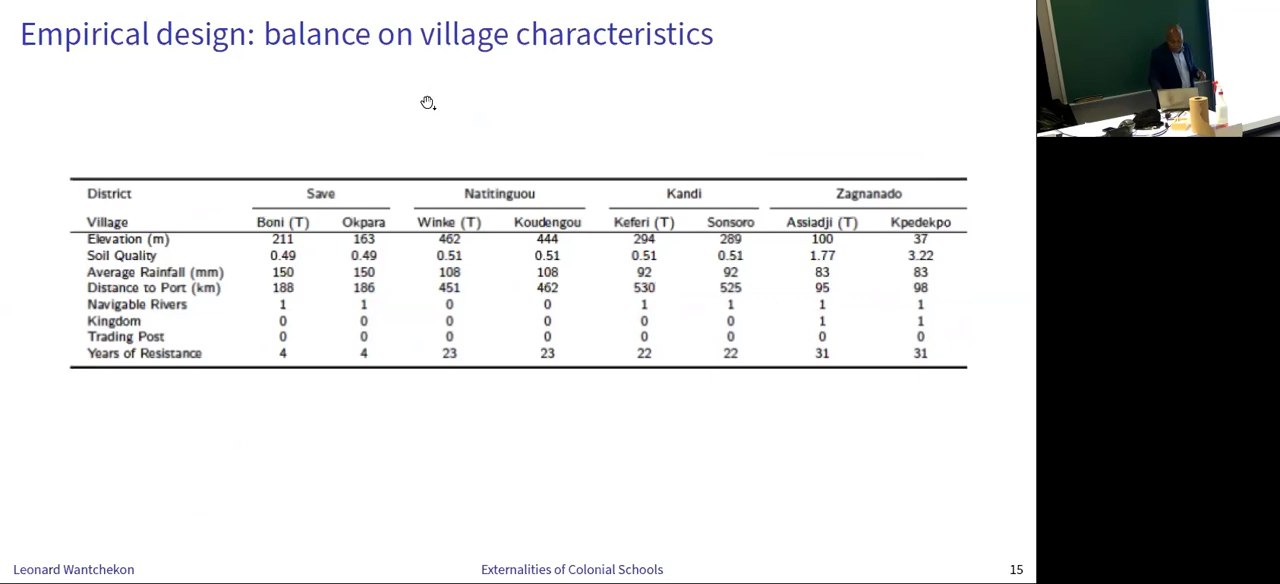 Empirical design: balance on village characteristics
District Save Natitinguou Kandi Zagnanado
Village Boni (T) Okpara Winke (T) Koudengou Keferi (T) Sonsoro Assiadji (T) Kpedekpo
Elevation (m) 211 163 462 444 294 289 100 37
Soil Quality 0.49 0.49 0.51 0.51 0.51 0.51 1.77 3.22
Average Rainfall (mm) 150 150 108 108 92 92 83 83
Distance to Port (km) 188 186 451 462 530 525 95 98
Navigable Rivers 1 1 0 0 1 1 1 1
Kingdom 0 0 0 0 0 0 1 1
Trading Post 0 0 0 0 0 0 0 0
Years of Resistance 4 4 23 23 22 22 31 31
Leonard Wantchekon Externalities of Colonial Schools 15